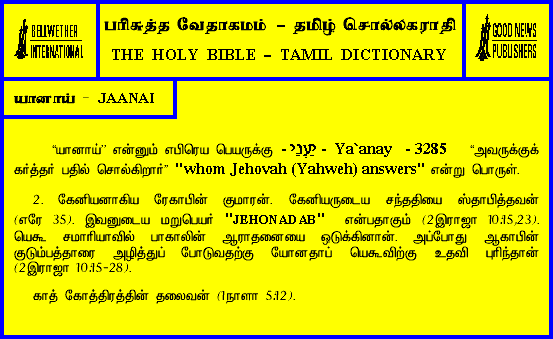 BELLWETHER
INTERNATIONAL
பரிசுத்த வேதாகமம் – தமிழ் சொல்லகராதி
THE HOLY BIBLE – TAMIL DICTIONARY
GOOD NEWS
PUBLISHERS
யானாய் – JAANAI
“யானாய்” என்னும் எபிரெய பெயருக்கு - יַעְנַי - Ya`anay - 3285 “அவருக்குக்
கர்த்தர் பதில் சொல்கிறார்” "whom Jehovah (Yahweh) answers" என்று பொருள்.
2. கேனியனாகிய ரேகாபின் குமாரன். கேனியருடைய சந்ததியை ஸ்தாபித்தவன்
(எரே 35). இவனுடைய மறுபெயர் "JEHONADAB" என்பதாகும் (2இராஜா 10:15,23).
யெகூ சமாரியாவில் பாகாலின் ஆராதனையை ஒடுக்கினான். அப்போது ஆகாபின்
குடும்பத்தாரை அழித்துப் போடுவதற்கு யோனதாப் யெகூவிற்கு உதவி புரிந்தான்
(2இராஜா 10:15-28).
காத் கோத்திரத்தின் தலைவன் (1நாளா 5:12).